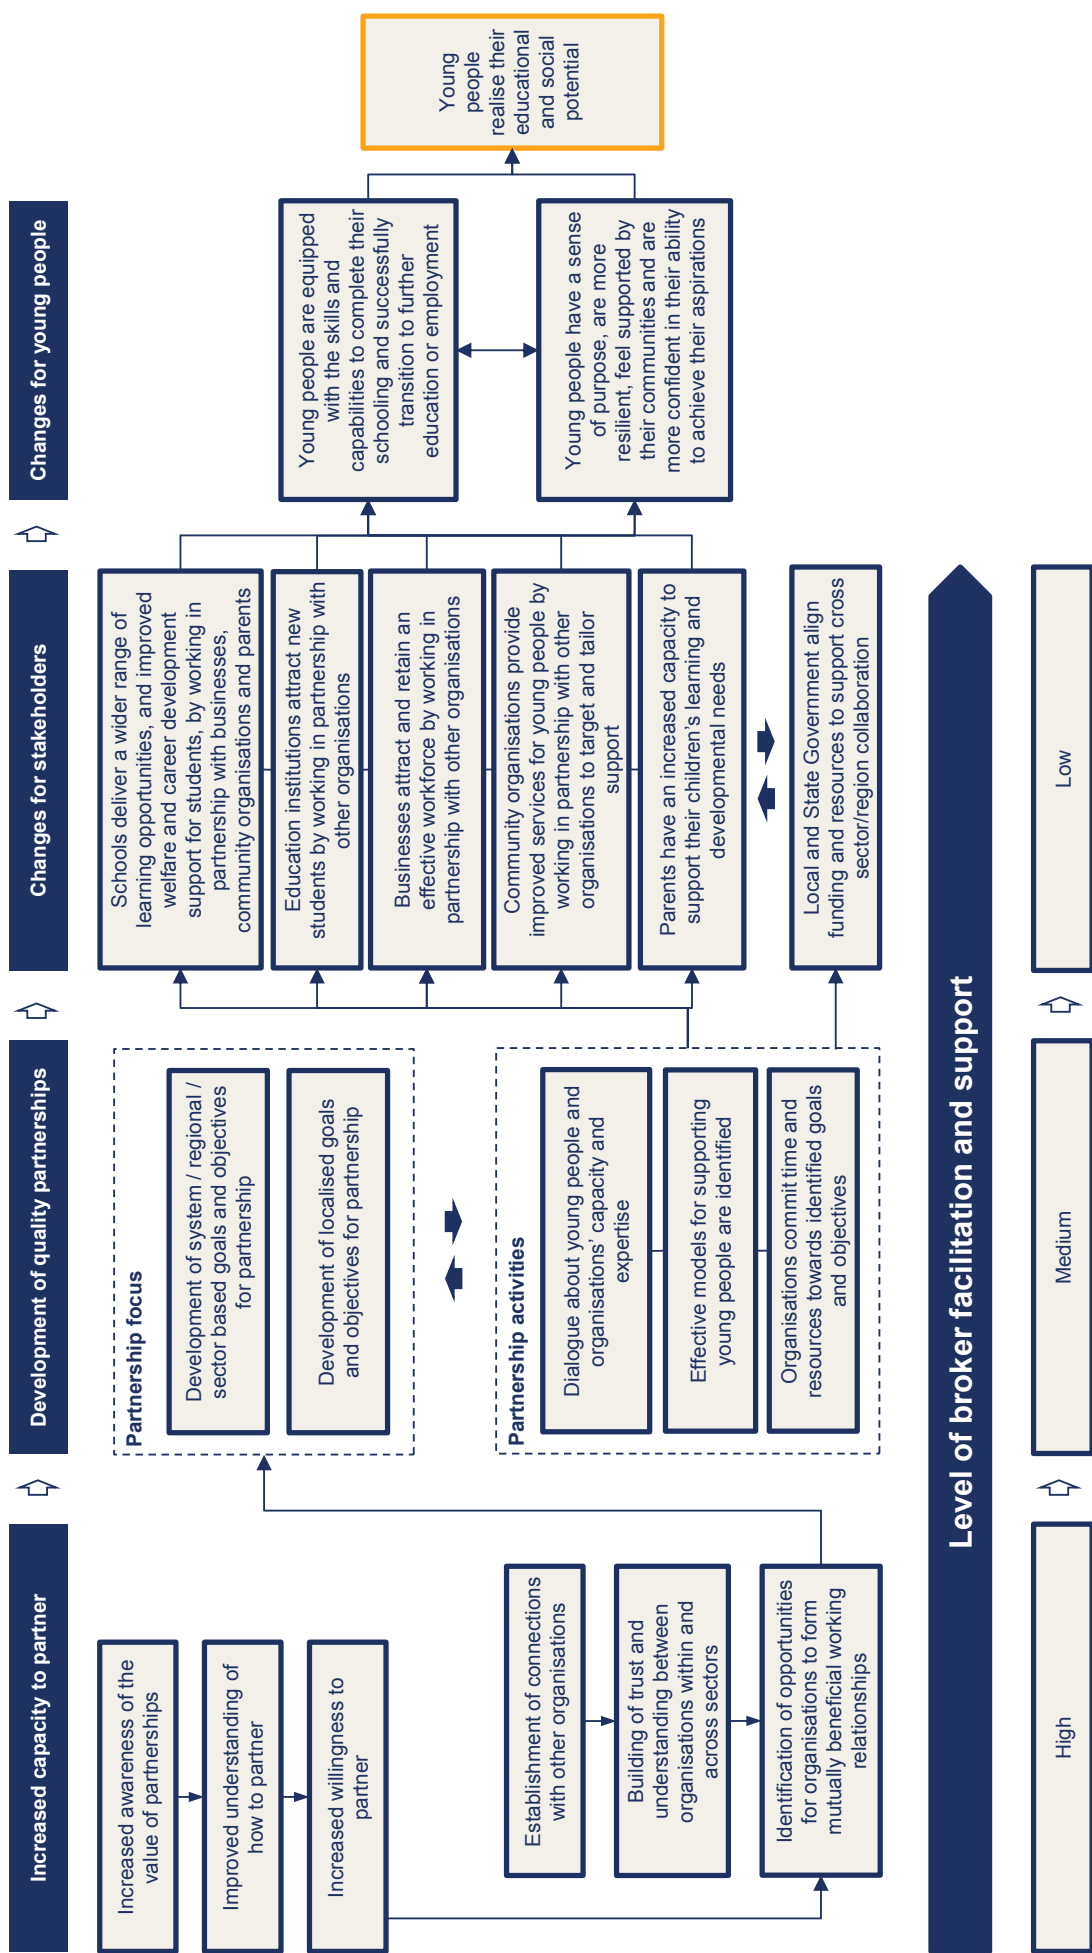 Increased capacity to partner
Increased awareness of the
value of partnerships
Improved understanding of
how to partner
Increased willingness to
partner
Establishment of connections
with other organisations
Building of trust and
understanding between
organisations within and
across sectors
Identification of opportunities
for organisations to form
mutually beneficial working
relationships
Development of quality partnerships
Partnership focus
Development of system / regional /
sector based goals and objectives
for partnership
Development of localised goals
and objectives for partnership
Partnership activities
Dialogue about young people and
organisations’ capacity and
expertise
Effective models for supporting
young people are identified
Organisations commit time and
resources towards identified goals
and objectives
Changes for stakeholders
Schools deliver a wider range of
learning opportunities, and improved
welfare and career development
support for students, by working in
partnership with businesses,
community organisations and parents
Education institutions attract new
students by working in partnership with
other organisations
Businesses attract and retain an
effective workforce by working in
partnership with other organisations
Community organisations provide
improved services for young people by
working in partnership with other
organisations to target and tailor
support
Parents have an increased capacity to
support their children’s learning and
developmental needs
Local and State Government align
funding and resources to support cross
sector/region collaboration
Changes for young people
Young people are equipped
with the skills and
capabilities to complete their
schooling and successfully
transition to further
education or employment
Young people have a sense
of purpose, are more
resilient, feel supported by
their communities and are
more confident in their ability
to achieve their aspirations
Young
people
realise their
educational
and social
potential
Level of broker facilitation and support
High
Medium
Low